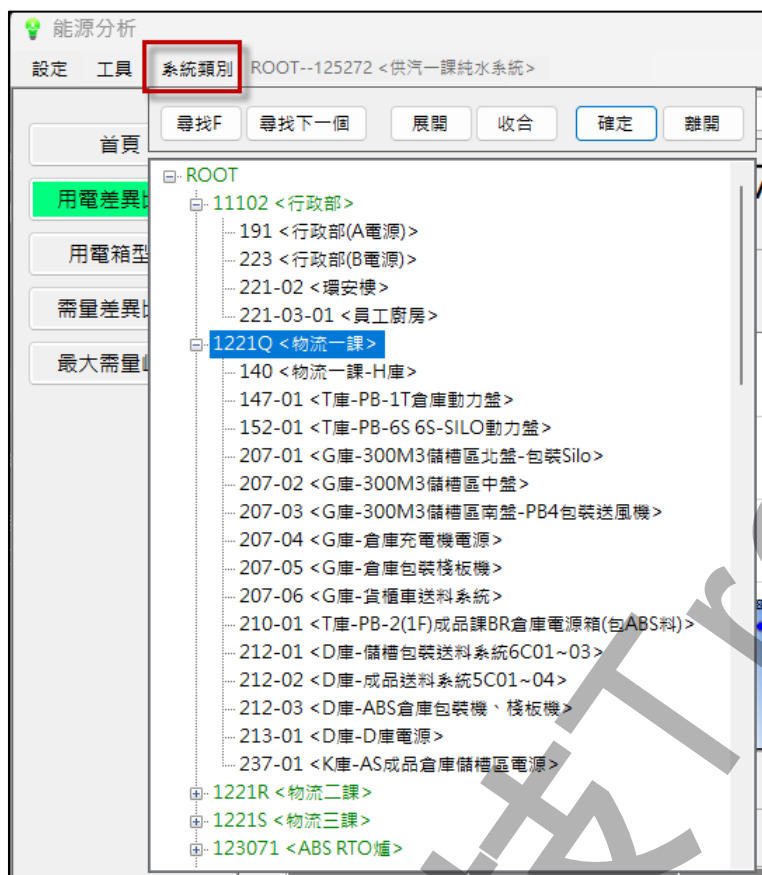 能源分析
設定 工具 系統類別 ROOT--125272 <供汽一課純水系統>
尋找F 尋找下一個 展開 收合 確定 離開
首頁
用電差異
用電箱型
需量差異
最大需量
ROOT
11102 <行政部>
191 <行政部(A電源)>
223 <行政部(B電源)>
221-02 <環安樓>
221-03-01 <員工廚房>
1221Q <物流一課>
140 <物流一課-H庫>
147-01 <T庫-PB-1T倉庫動力盤>
152-01 <T庫-PB-6S 6S-SILO動力盤>
207-01 <G庫-300M3儲槽區北盤-包裝Silo>
207-02 <G庫-300M3儲槽區中盤>
207-03 <G庫-300M3儲槽區南盤-PB4包裝送風機>
207-04 <G庫-倉庫充電機電源>
207-05 <G庫-倉庫包裝棧板機>
207-06 <G庫-貨櫃車送料系統>
210-01 <T庫-PB-2(1F)成品課BR倉庫電源箱(包ABS料)>
212-01 <D庫-儲槽包裝送料系統6C01~03>
212-02 <D庫-成品送料系統5C01~04>
212-03 <D庫-ABS倉庫包裝機、棧板機>
213-01 <D庫-D庫電源>
237-01 <K庫-AS成品倉庫儲槽區電源>
1221R <物流二課>
1221S <物流三課>
123071 <ABS RTO爐>
技Tr